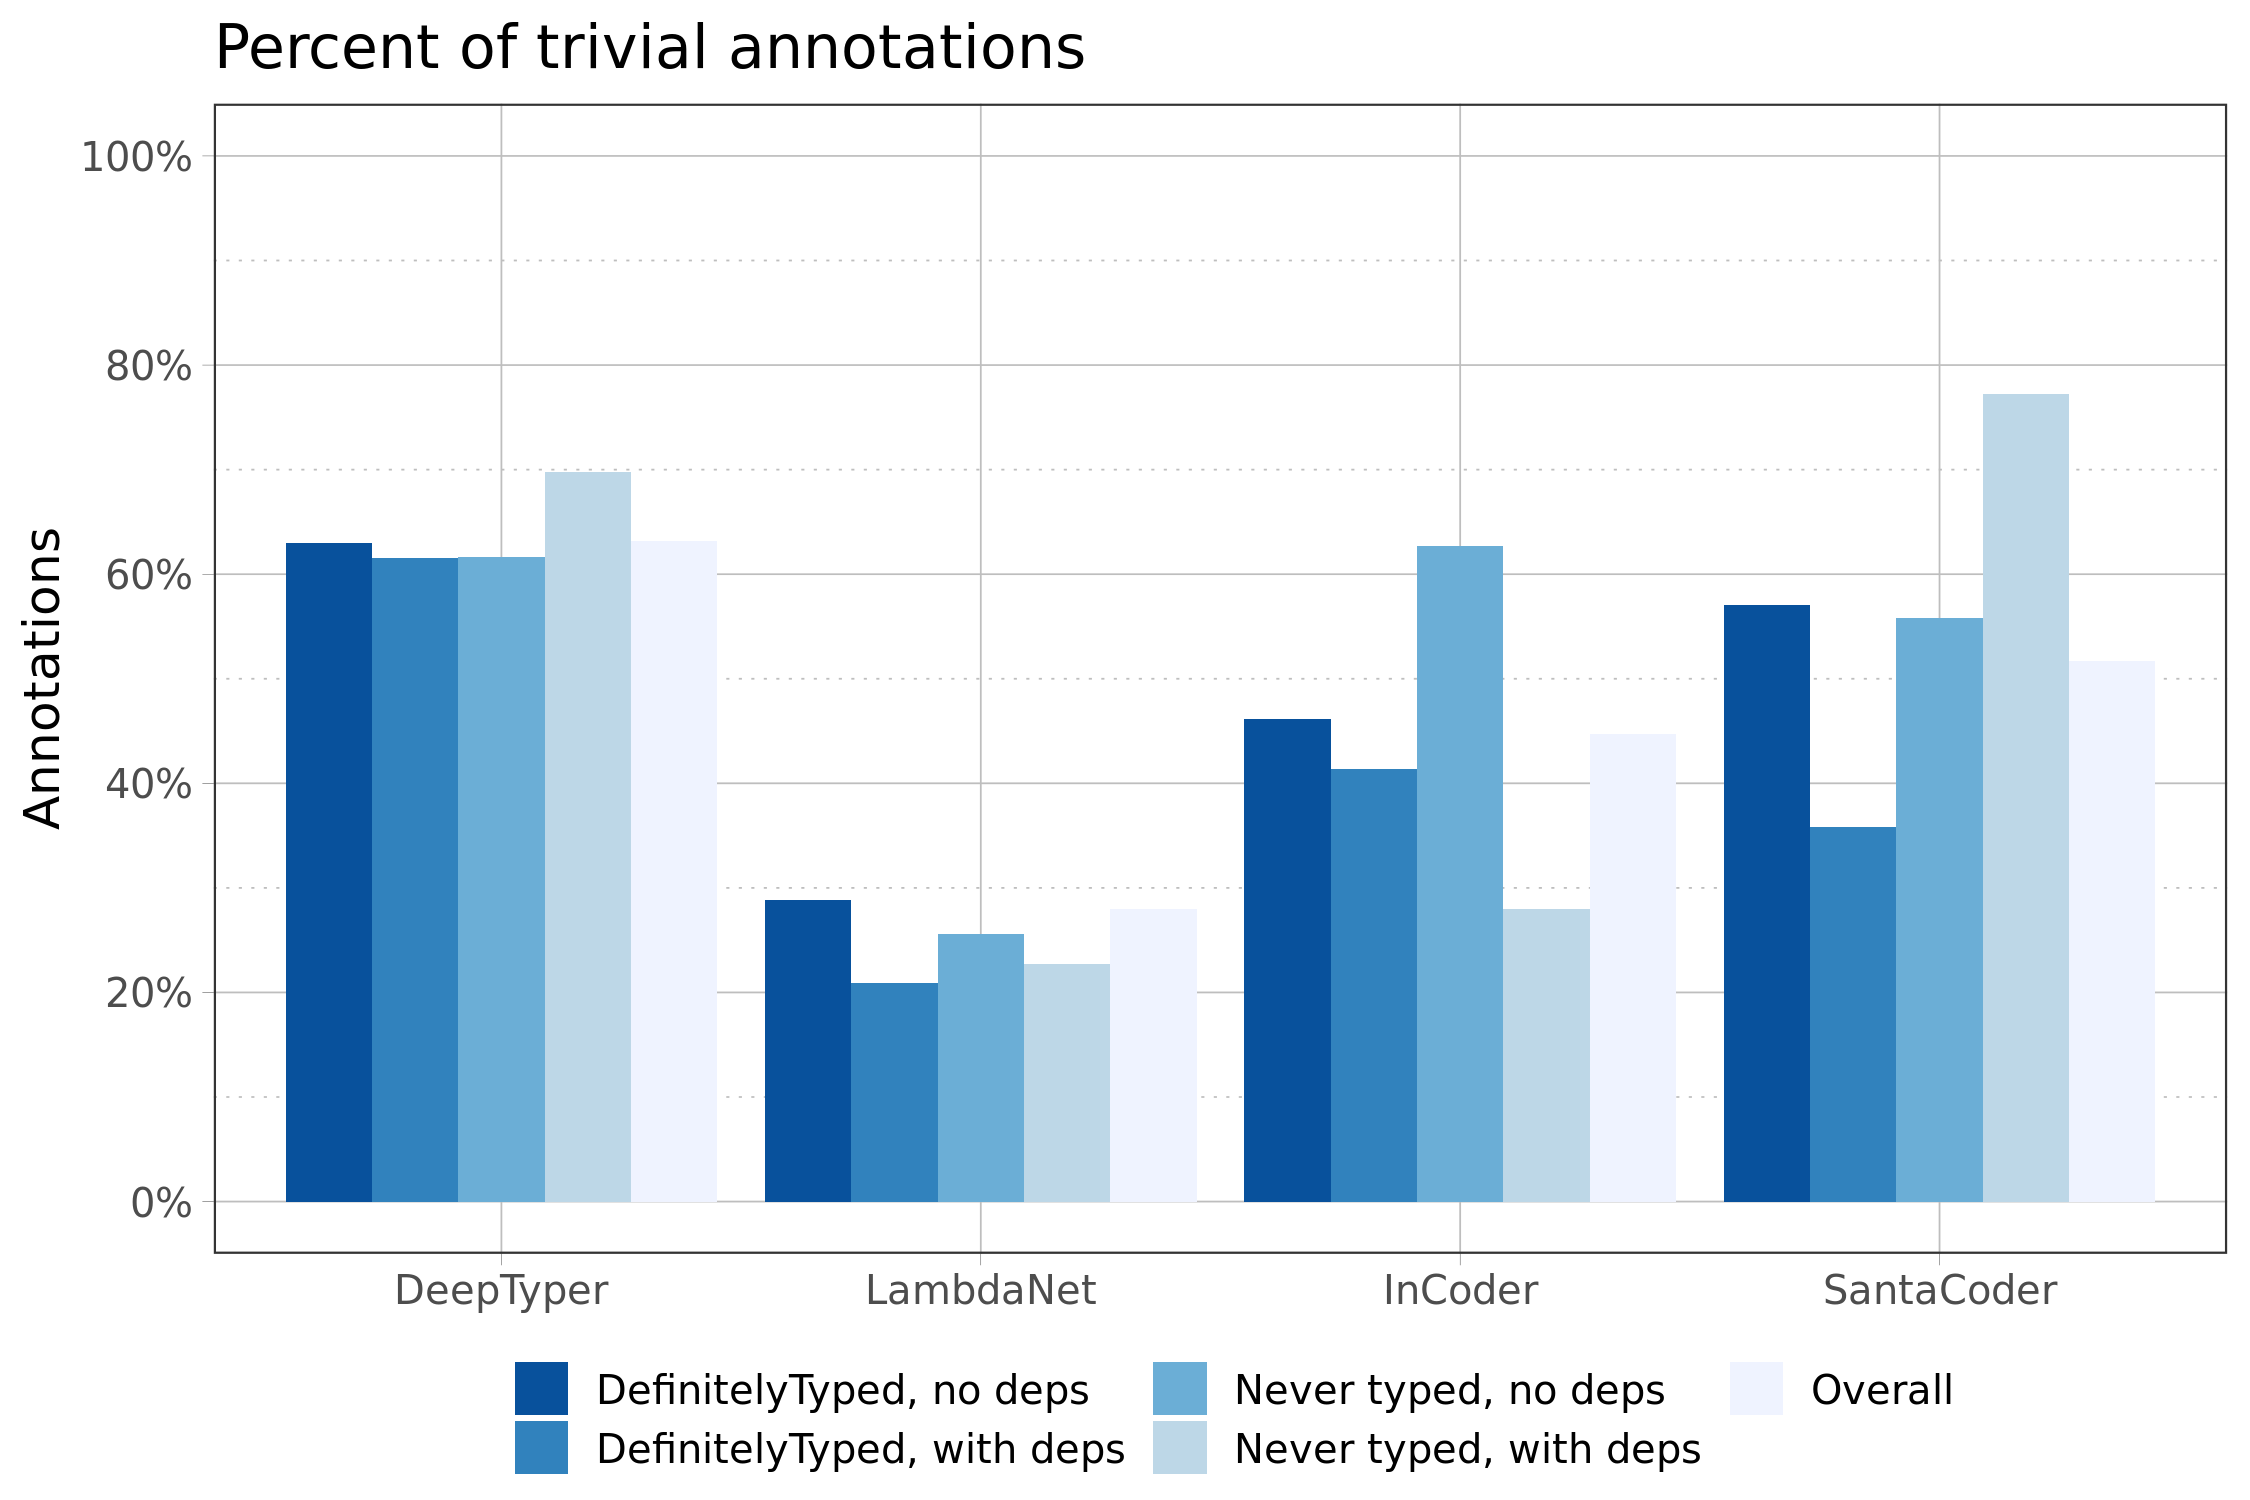 Percent of trivial annotations
Annotations
100%
80%
60%
40%
20%
0%
DeepTyper
LambdaNet
InCoder
SantaCoder
DefinitelyTyped, no deps
DefinitelyTyped, with deps
Never typed, no deps
Never typed, with deps
Overall